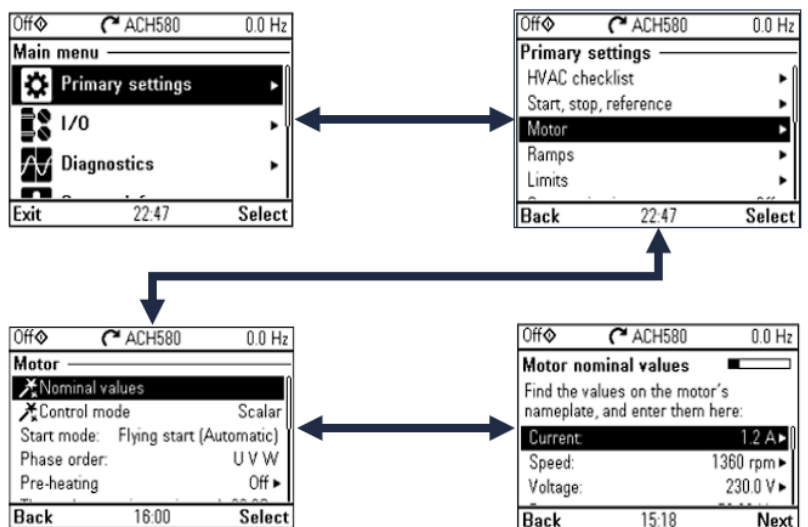 Off ACH580 0.0 Hz
Main menu
Primary settings
I/O
Diagnostics
Exit 22:47 Select
Off ACH580 0.0 Hz
Primary settings
HVAC checklist
Start, stop, reference
Motor
Ramps
Limits
Back 22:47 Select
Off ACH580 0.0 Hz
Motor
Nominal values
Control mode Scalar
Start mode: Flying start (Automatic)
Phase order: U V W
Pre-heating Off
Back 16:00 Select
Off ACH580 0.0 Hz
Motor nominal values
Find the values on the motor's
nameplate, and enter them here:
Current: 1.2 A
Speed: 1360 rpm
Voltage: 230.0 V
Back 15:18 Next